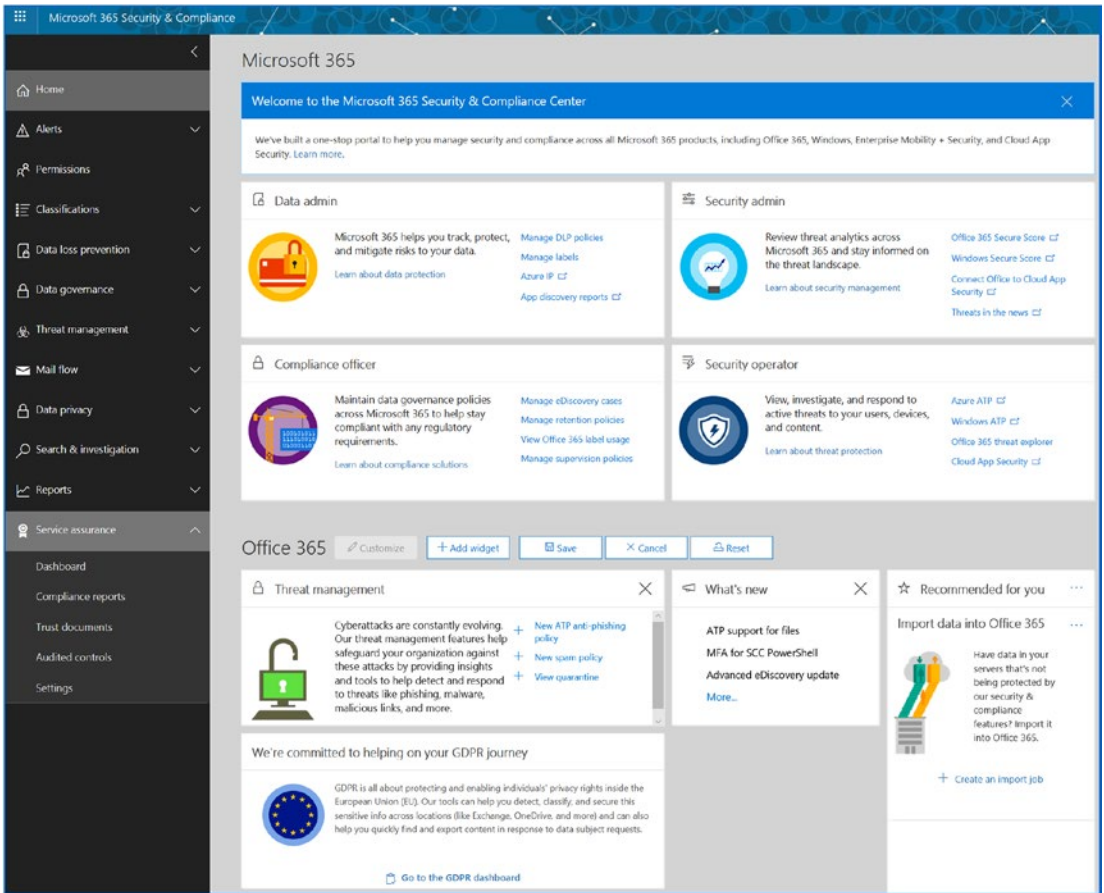 Microsoft 365 Security & Compliance
Home
Alerts
Permissions
Classifications
Data loss prevention
Data governance
Threat management
Mail flow
Data privacy
Search & investigation
Reports
Service assurance
Dashboard
Compliance reports
Trust documents
Audited controls
Settings
Microsoft 365
Welcome to the Microsoft 365 Security & Compliance Center
We've built a one-stop portal to help you manage security and compliance across all Microsoft 365 products, including Office 365, Windows, Enterprise Mobility + Security, and Cloud App
Security. Learn more.
Data admin
Microsoft 365 helps you track, protect,
and mitigate risks to your data.
Learn about data protection
Manage DLP policies
Manage labels
Azure IP
App discovery reports
Security admin
Review threat analytics across
Microsoft 365 and stay informed on
the threat landscape.
Learn about security management
Office 365 Secure Score
Windows Secure Score
Connect Office to Cloud App
Security
Threats in the news
Compliance officer
Maintain data governance policies
across Microsoft 365 to help stay
compliant with any regulatory
requirements.
Learn about compliance solutions
Manage eDiscovery cases
Manage retention policies
View Office 365 label usage
Manage supervision policies
Security operator
View, investigate, and respond to
active threats to your users, devices,
and content.
Learn about threat protection
Azure ATP
Windows ATP
Office 365 threat explorer
Cloud App Security
Office 365
Customize
+ Add widget
Save
× Cancel
Reset
Threat management
Cyberattacks are constantly evolving.
Our threat management features help
safeguard your organization against
these attacks by providing insights
and tools to help detect and respond
to threats like phishing, malware,
malicious links, and more.
+ New ATP anti-phishing
policy
+ New spam policy
+ View quarantine
What's new
ATP support for files
MFA for SCC PowerShell
Advanced eDiscovery update
More...
Recommended for you
Import data into Office 365
Have data in your
servers that's not
being protected by
our security &
compliance
features? Import it
into Office 365.
+ Create an import job
We're committed to helping on your GDPR journey
GDPR is all about protecting and enabling individuals' privacy rights inside the
European Union (EU). Our tools can help you detect, classify, and secure this
sensitive info across locations (like Exchange, OneDrive, and more) and can also
help you quickly find and export content in response to data subject requests.
Go to the GDPR dashboard